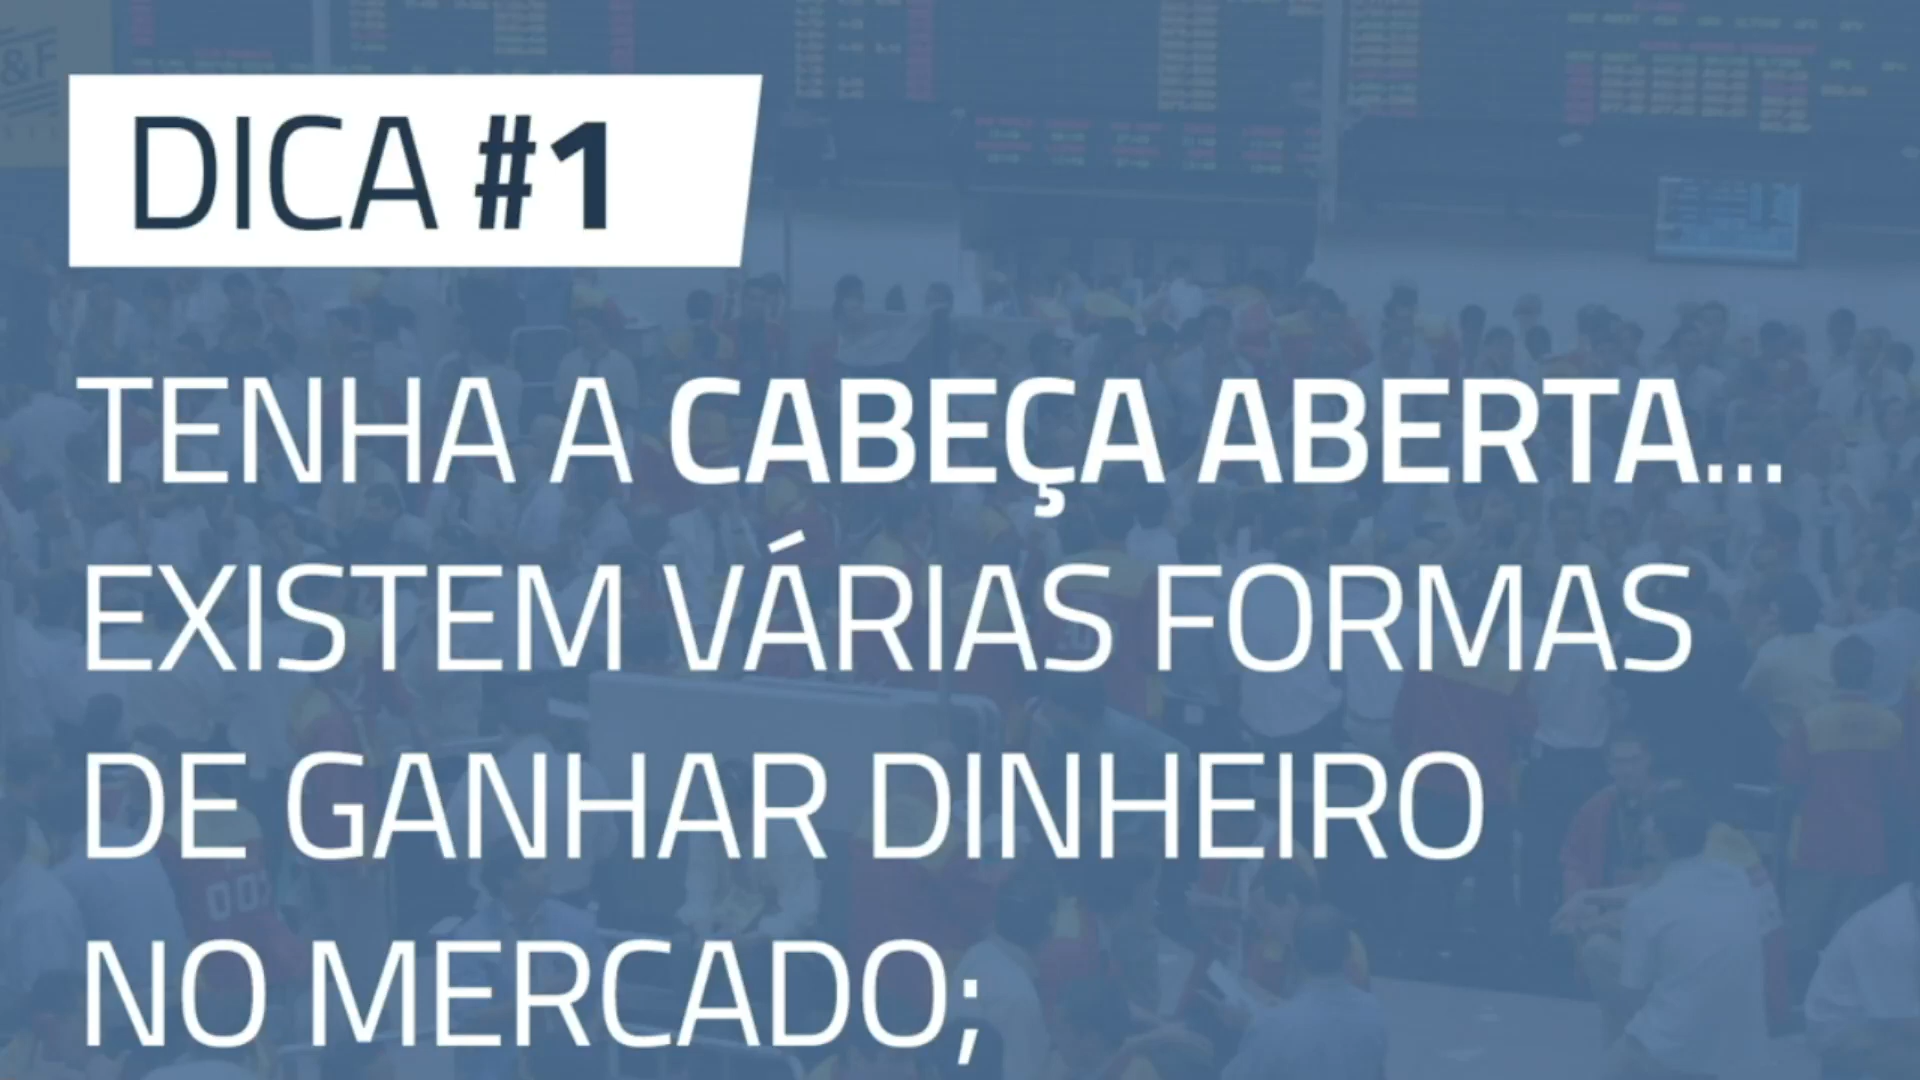 DICA #1
TENHA A CABEÇA ABERTA...
EXISTEM VÁRIAS FORMAS
DE GANHAR DINHEIRO
NO MERCADO;